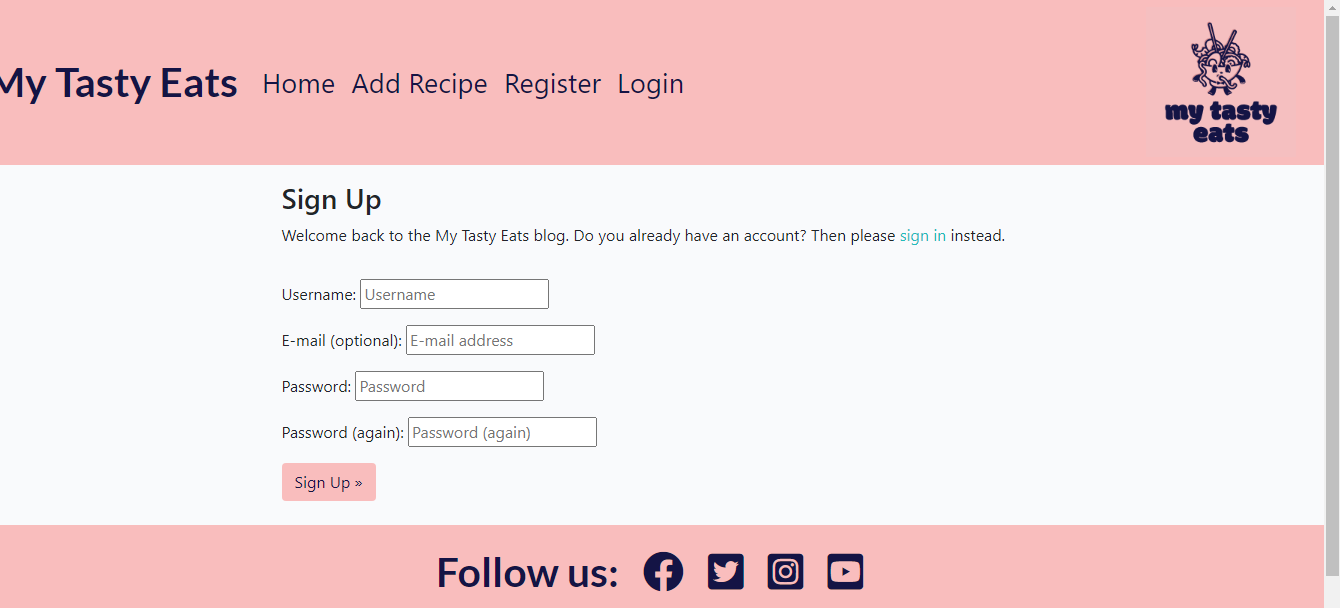 My Tasty Eats Home Add Recipe Register Login
my tasty
eats
Sign Up
Welcome back to the My Tasty Eats blog. Do you already have an account? Then please sign in instead.
Username: Username
E-mail (optional): E-mail address
Password: Password
Password (again): Password (again)
Sign Up »
Follow us: